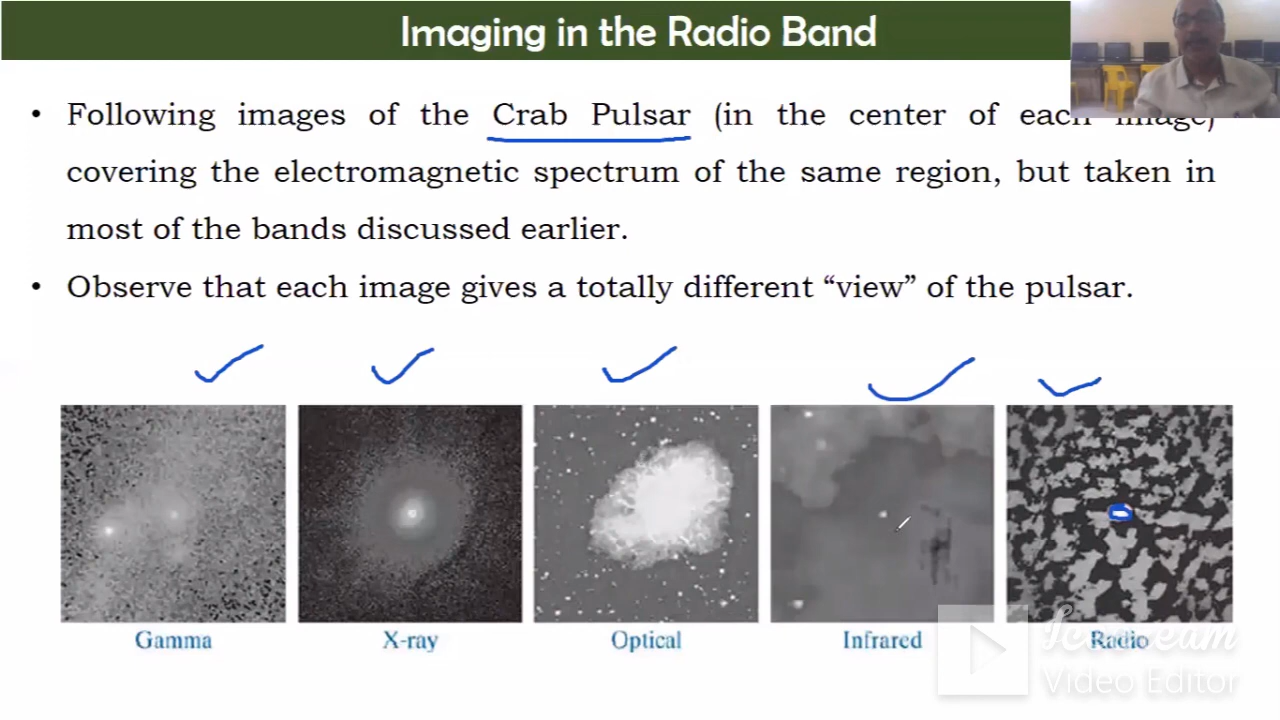 Imaging in the Radio Band
• Following images of the Crab Pulsar (in the center of each image)
covering the electromagnetic spectrum of the same region, but taken in
most of the bands discussed earlier.
• Observe that each image gives a totally different “view” of the pulsar.
Gamma
X-ray
Optical
Infrared
Radio
Icecream
Video Editor